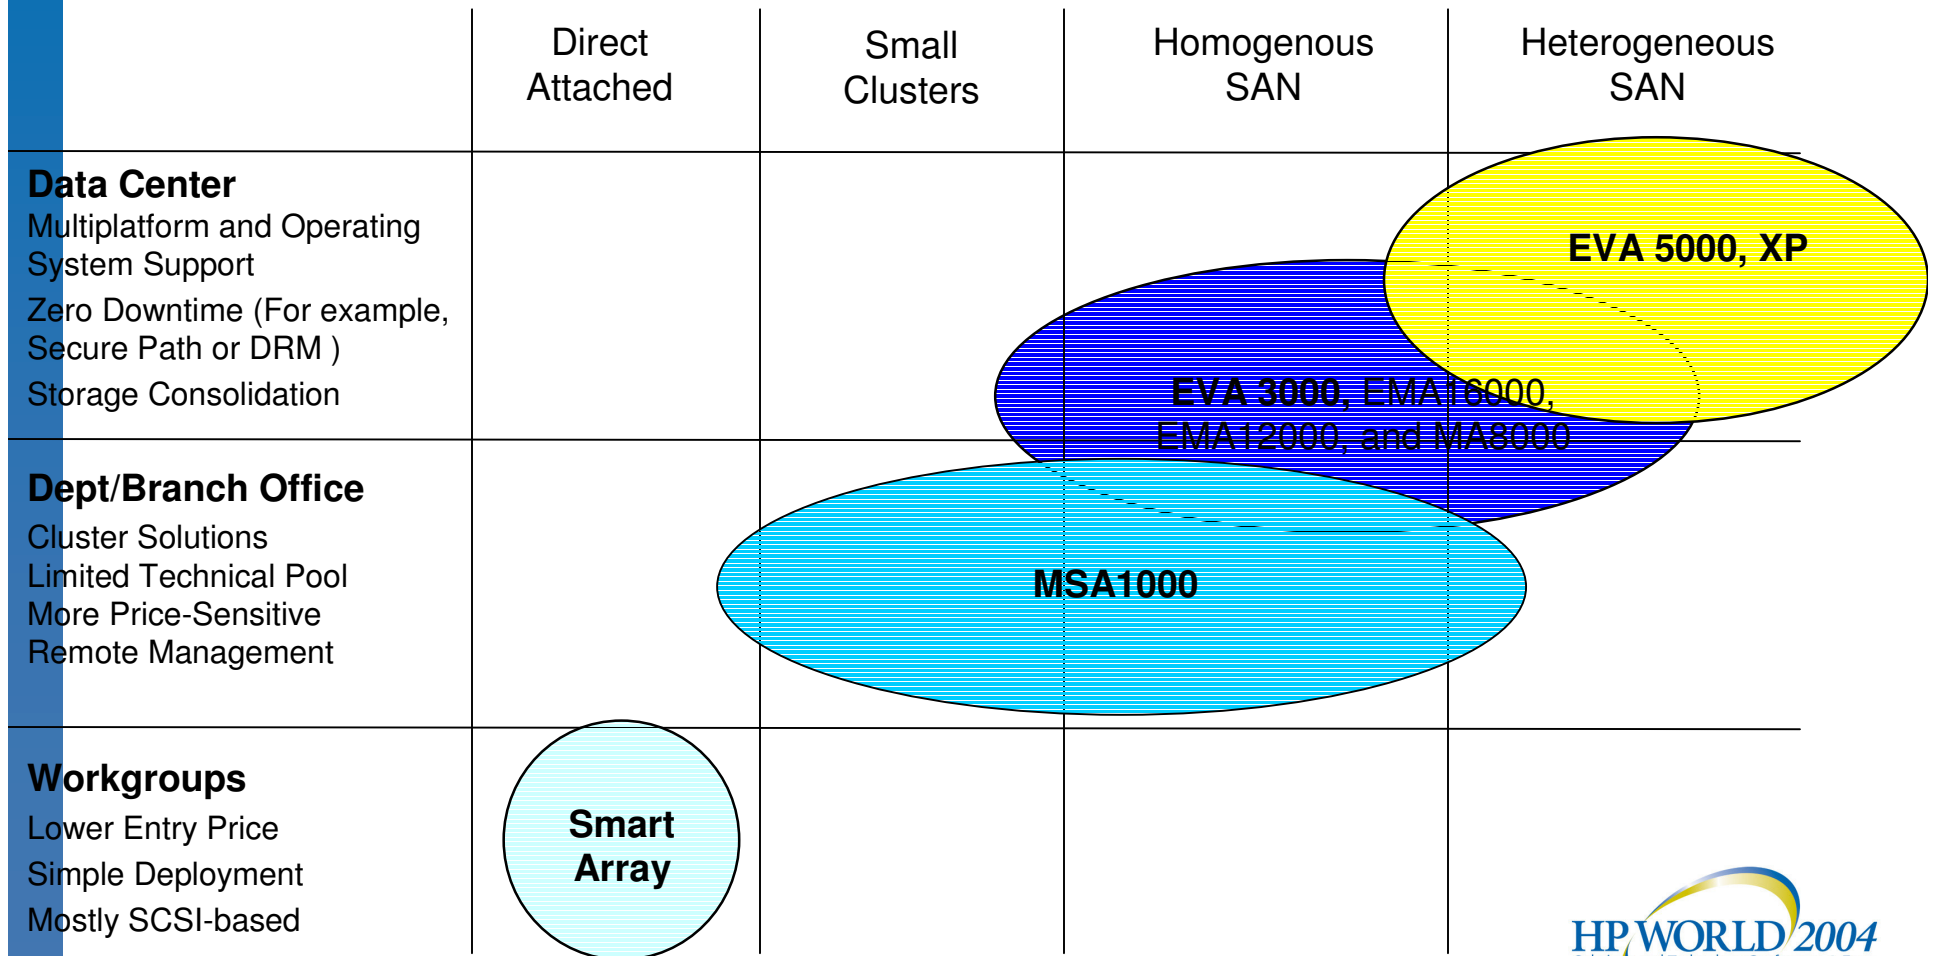 Direct
Attached
Small
Clusters
Homogenous
SAN
Heterogeneous
SAN
Data Center
Multiplatform and Operating
System Support
Zero Downtime (For example,
Secure Path or DRM )
Storage Consolidation
EVA 5000, XP
EVA 3000, EMA16000,
EMA12000, and MA8000
Dept/Branch Office
Cluster Solutions
Limited Technical Pool
More Price-Sensitive
Remote Management
MSA1000
Workgroups
Lower Entry Price
Simple Deployment
Mostly SCSI-based
Smart
Array
HP WORLD 2004